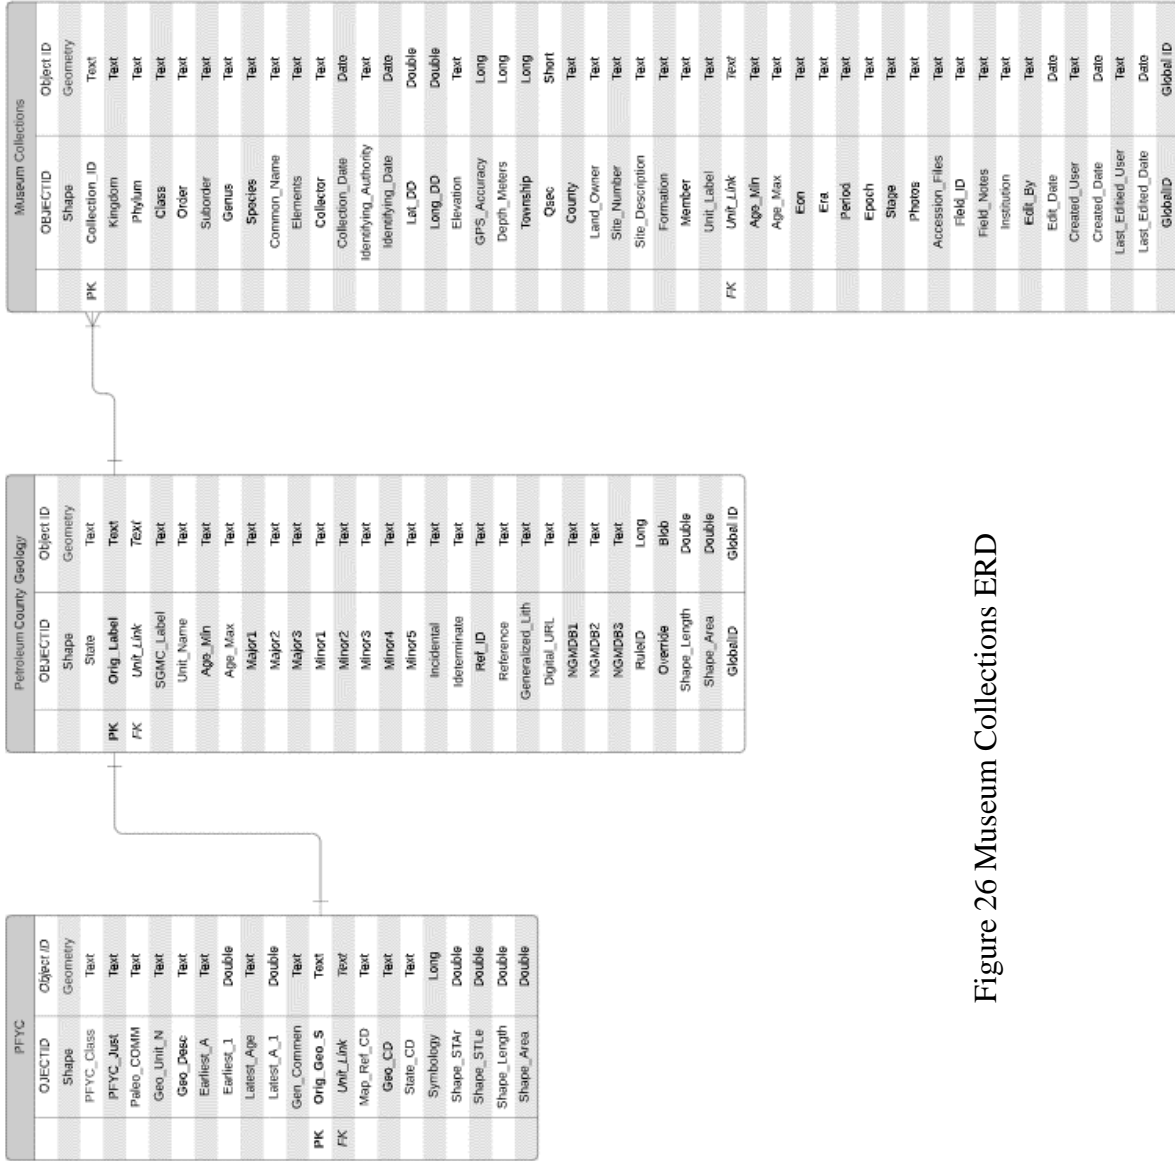 PFYC
OJECTID Object ID
Shape Geometry
PFYC_Class Text
PFYC_Just Text
Paleo_COMM Text
Geo_Unit_N Text
Geo_Desc Text
Earliest_A Text
Earliest_1 Double
Latest_Age Text
Latest_A_1 Double
Gen_Commen Text
PK Orig_Geo_S Text
FK Unit_Link Text
Map_Ref_CD Text
Geo_CD Text
State_CD Text
Symbology Long
Shape_STAr Double
Shape_STLe Double
Shape_Length Double
Shape_Area Double
Petroleum County Geology
OBJECTID Object ID
Shape Geometry
State Text
PK Orig_Label Text
FK Unit_Link Text
SGMC_Label Text
Unit_Name Text
Age_Min Text
Age_Max Text
Major1 Text
Major2 Text
Major3 Text
Minor1 Text
Minor2 Text
Minor3 Text
Minor4 Text
Minor5 Text
Incidental Text
Ideterminate Text
Ref_ID Text
Reference Text
Generalized_Lith Text
Digital_URL Text
NGMDB1 Text
NGMDB2 Text
NGMDB3 Text
RuleID Long
Override Blob
Shape_Length Double
Shape_Area Double
GlobalID Global ID
Museum Collections
OBJECTID Object ID
Shape Geometry
PK Collection_ID Text
Kingdom Text
Phylum Text
Class Text
Order Text
Suborder Text
Genus Text
Species Text
Common_Name Text
Elements Text
Collector Text
Collection_Date Date
Identifying_Authority Text
Identifying_Date Date
Lat_DD Double
Long_DD Double
Elevation Text
GPS_Accuracy Long
Depth_Meters Long
Township Long
Qsec Short
County Text
Land_Owner Text
Site_Number Text
Site_Description Text
Formation Text
Member Text
Unit_Label Text
FK Unit_Link Text
Age_Min Text
Age_Max Text
Eon Text
Era Text
Period Text
Epoch Text
Stage Text
Photos Text
Accession_Files Text
Field_ID Text
Field_Notes Text
Institution Text
Edit_By Text
Edit_Date Date
Created_User Text
Created_Date Date
Last_Edited_User Text
Last_Edited_Date Date
GlobalID Global ID
Figure 26 Museum Collections ERD